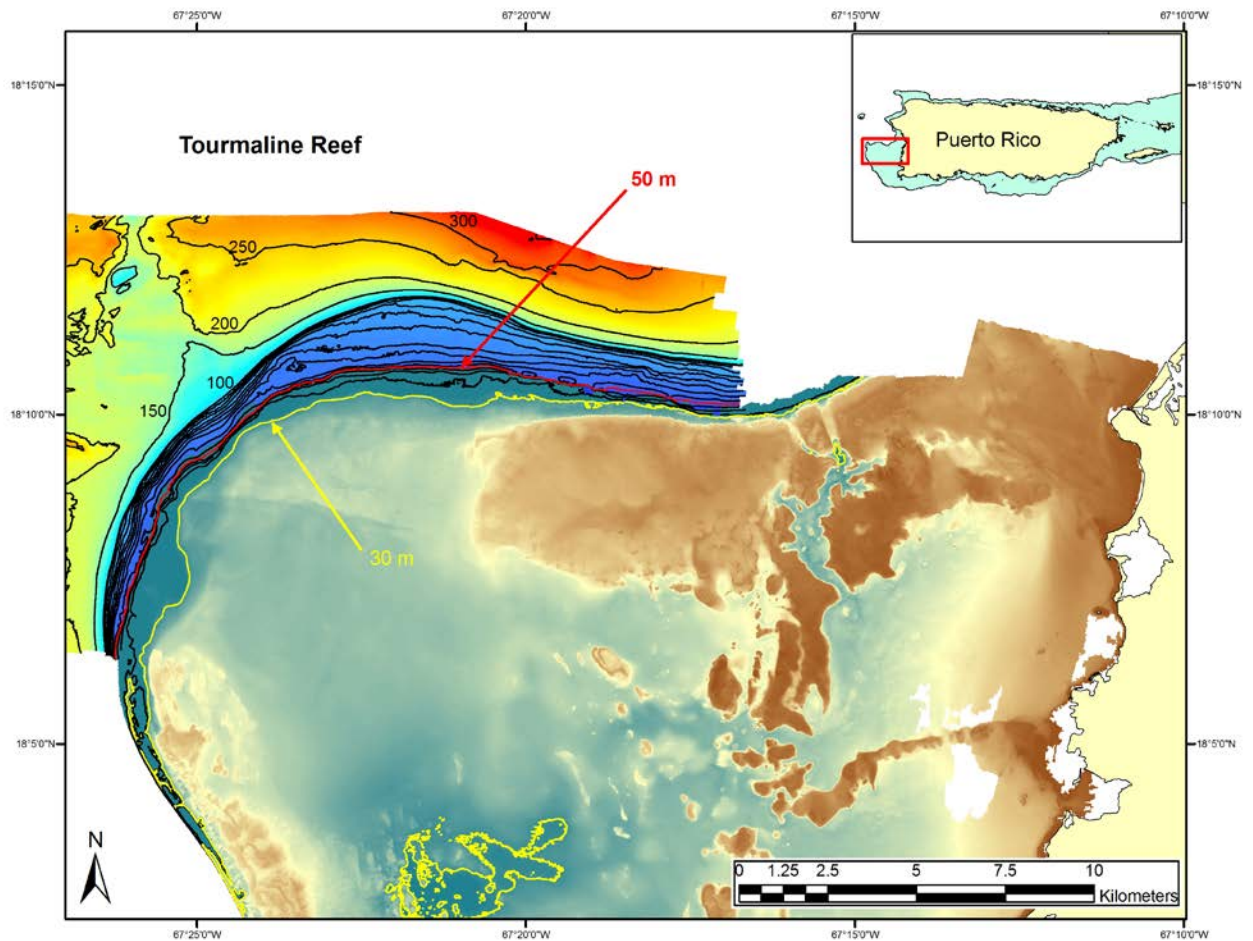 67°25'0"W
67°20'0"W
67°15'0"W
67°10'0"W
18°15'0"N
18°15'0"N
Puerto Rico
Tourmaline Reef
50 m
300
250
200
100
150
18°10'0"N
18°10'0"N
30 m
18°5'0"N
18°5'0"N
N
0 1.25 2.5 5 7.5 10
Kilometers
67°25'0"W
67°20'0"W
67°15'0"W
67°10'0"W